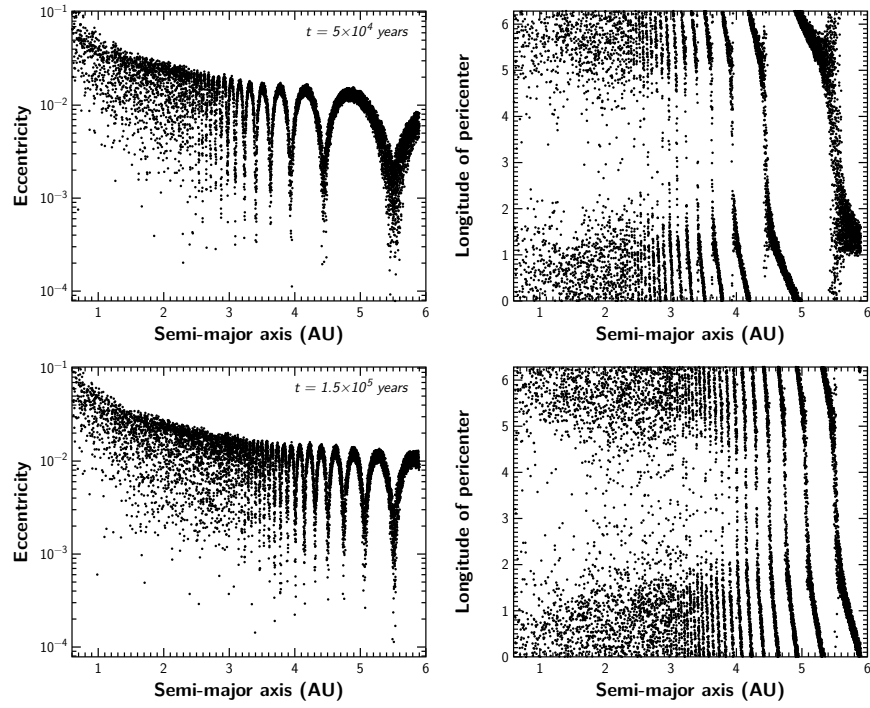 t = 5×10⁴ years
10⁻¹
10⁻²
10⁻³
10⁻⁴
Eccentricity
1 2 3 4 5 6
Semi-major axis (AU)
6
5
4
3
2
1
0
Longitude of pericenter
1 2 3 4 5 6
Semi-major axis (AU)
t = 1.5×10⁵ years
10⁻¹
10⁻²
10⁻³
10⁻⁴
Eccentricity
1 2 3 4 5 6
Semi-major axis (AU)
6
5
4
3
2
1
0
Longitude of pericenter
1 2 3 4 5 6
Semi-major axis (AU)